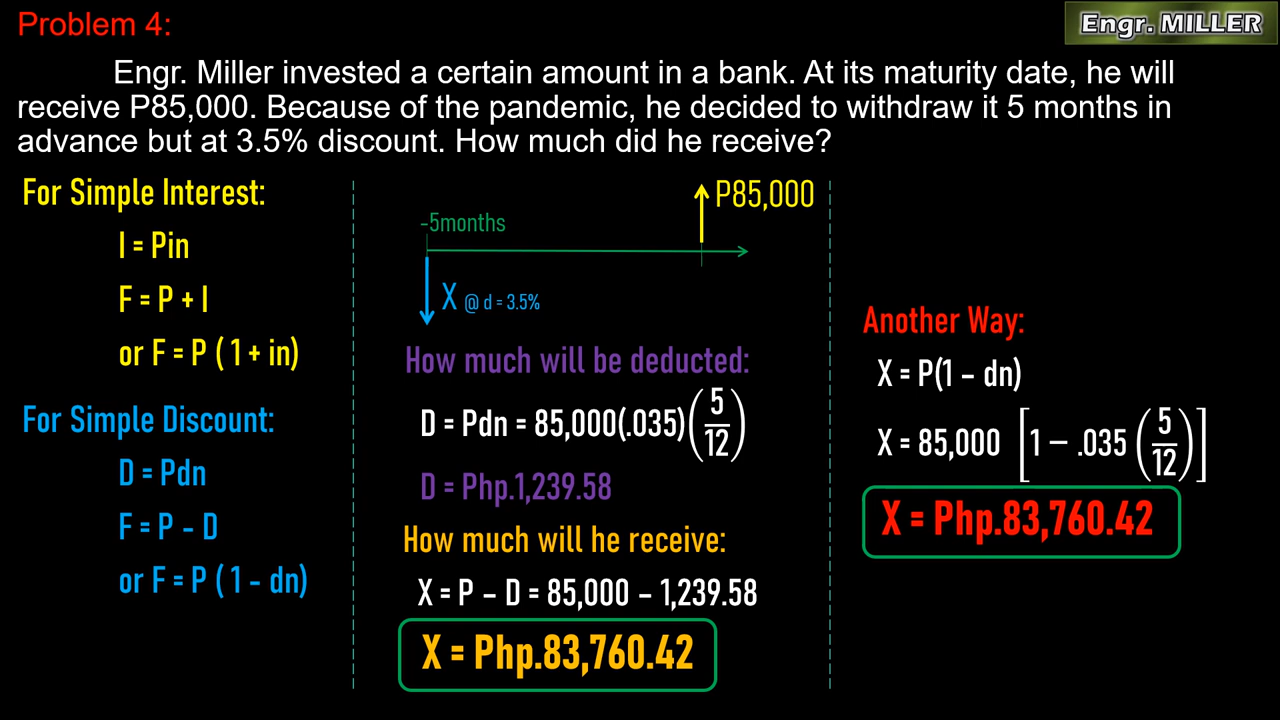 Problem 4:
Engr. MILLER
Engr. Miller invested a certain amount in a bank. At its maturity date, he will
receive P85,000. Because of the pandemic, he decided to withdraw it 5 months in
advance but at 3.5% discount. How much did he receive?
For Simple Interest:
I = Pin
F = P + I
or F = P ( 1 + in)
For Simple Discount:
D = Pdn
F = P - D
or F = P ( 1 - dn)
P85,000
-5months
X @ d = 3.5%
How much will be deducted:
D = Pdn = 85,000(.035)(5/12)
D = Php.1,239.58
How much will he receive:
X = P – D = 85,000 – 1,239.58
X = Php.83,760.42
Another Way:
X = P(1 – dn)
X = 85,000 [1 – .035 (5/12)]
X = Php.83,760.42